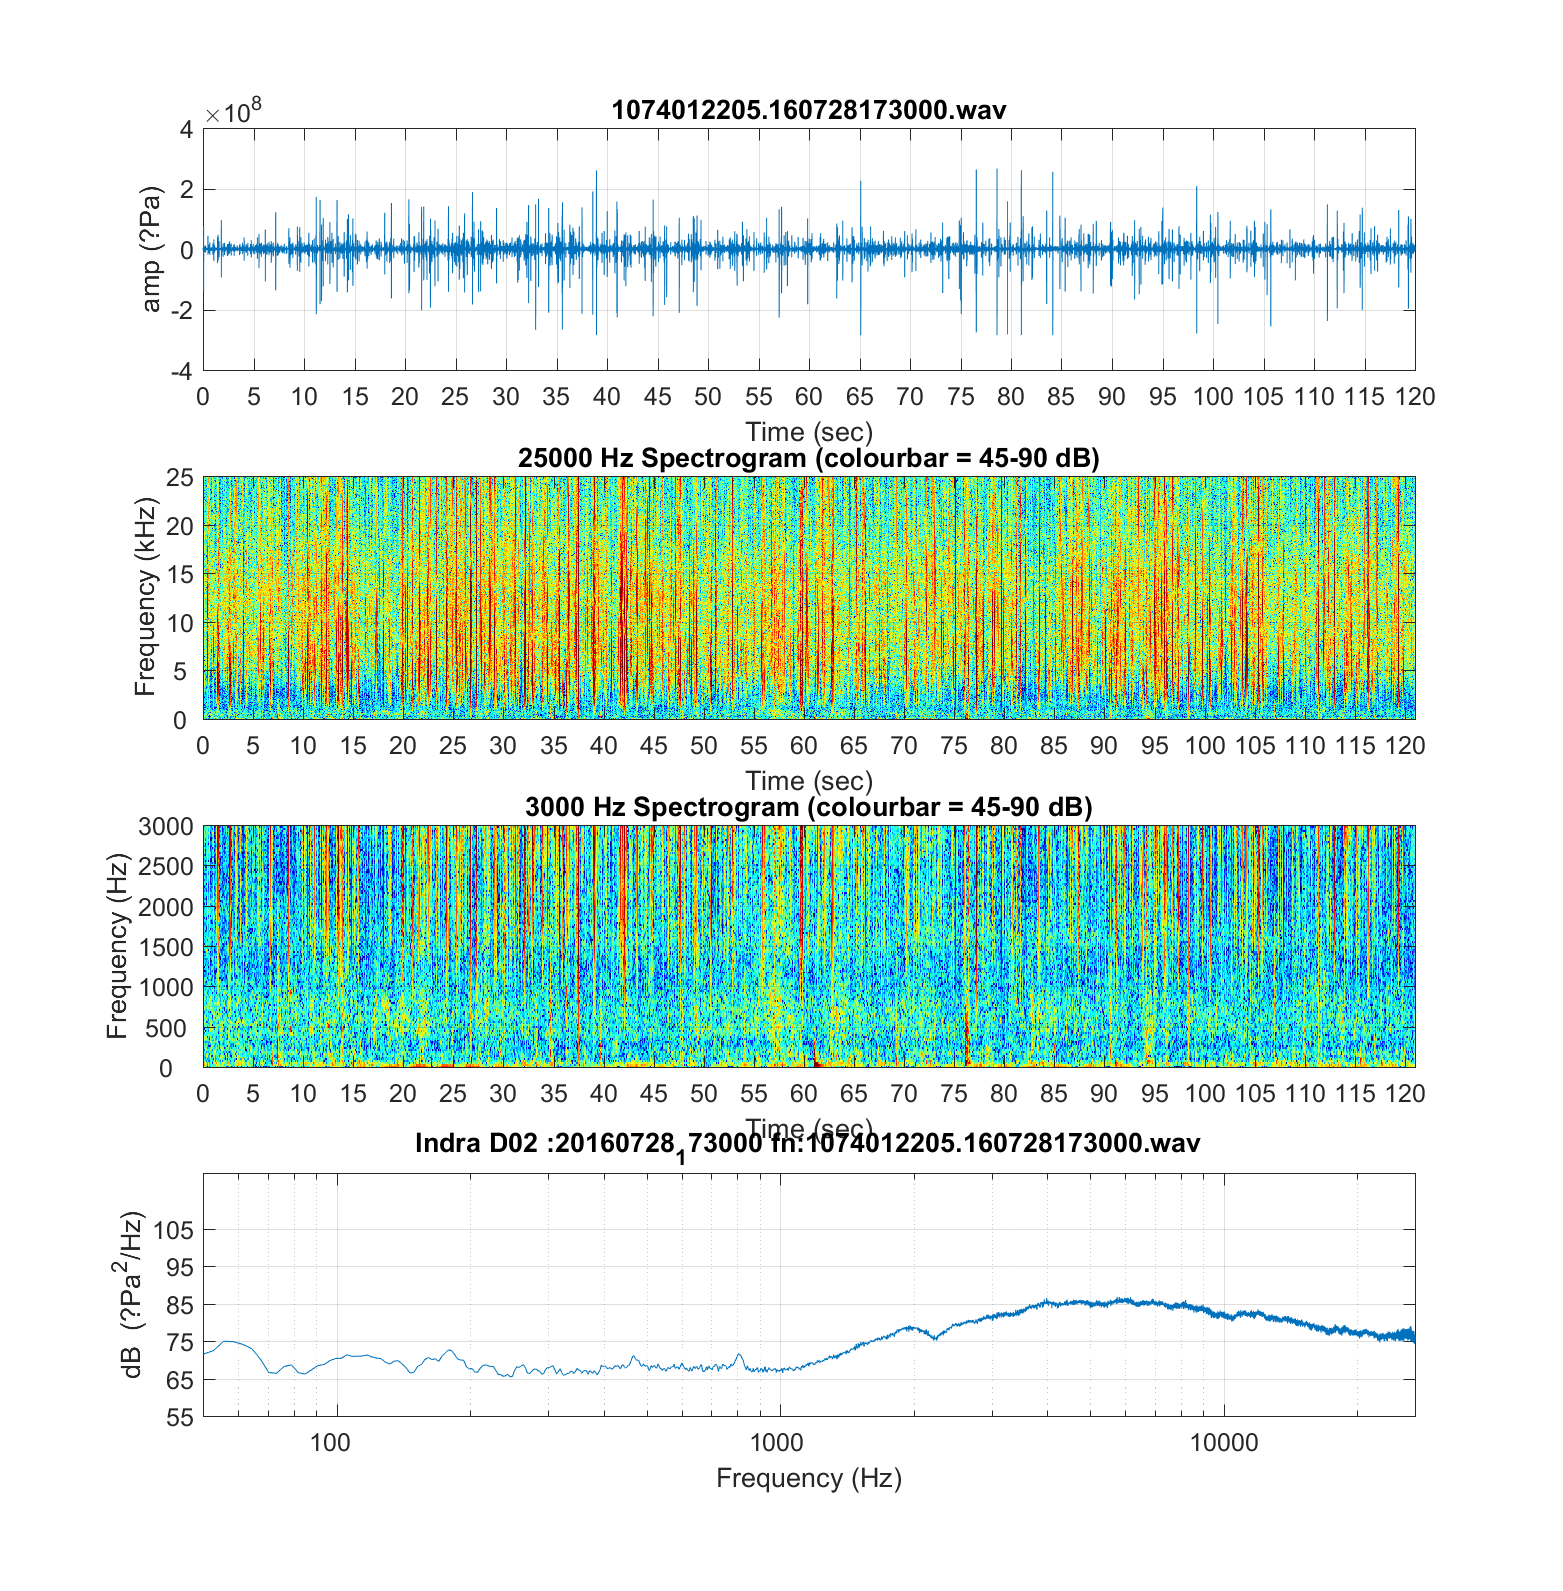 ×10^8
1074012205.160728173000.wav
4
2
0
-2
-4
amp (?Pa)
0 5 10 15 20 25 30 35 40 45 50 55 60 65 70 75 80 85 90 95 100 105 110 115 120
Time (sec)
25000 Hz Spectrogram (colourbar = 45-90 dB)
25
20
15
10
5
0
Frequency (kHz)
0 5 10 15 20 25 30 35 40 45 50 55 60 65 70 75 80 85 90 95 100 105 110 115 120
Time (sec)
3000 Hz Spectrogram (colourbar = 45-90 dB)
3000
2500
2000
1500
1000
500
0
Frequency (Hz)
0 5 10 15 20 25 30 35 40 45 50 55 60 65 70 75 80 85 90 95 100 105 110 115 120
Time (sec)
Indra D02 :20160728_173000 fn:1074012205.160728173000.wav
105
95
85
75
65
55
dB (?Pa^2/Hz)
100 1000 10000
Frequency (Hz)